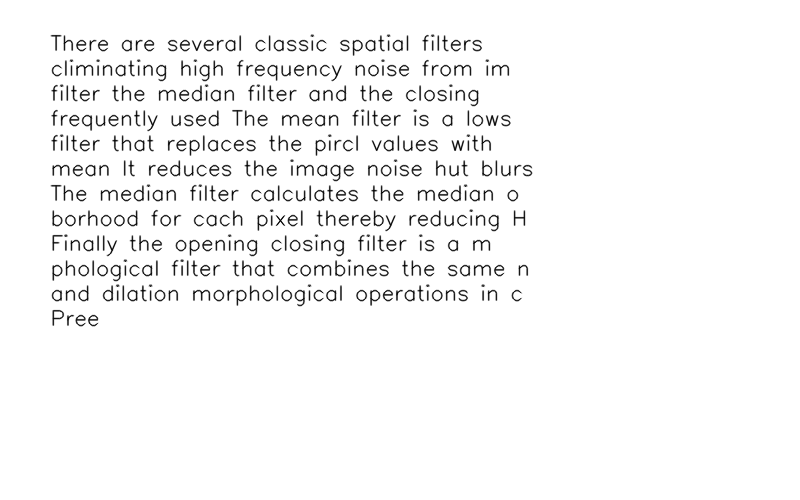 There are several classic spatial filters
climinating high frequency noise from im
filter the median filter and the closing
frequently used The mean filter is a lows
filter that replaces the pircl values with
mean It reduces the image noise hut blurs
The median filter calculates the median o
borhood for cach pixel thereby reducing H
Finally the opening closing filter is a m
phological filter that combines the same n
and dilation morphological operations in c
Pree